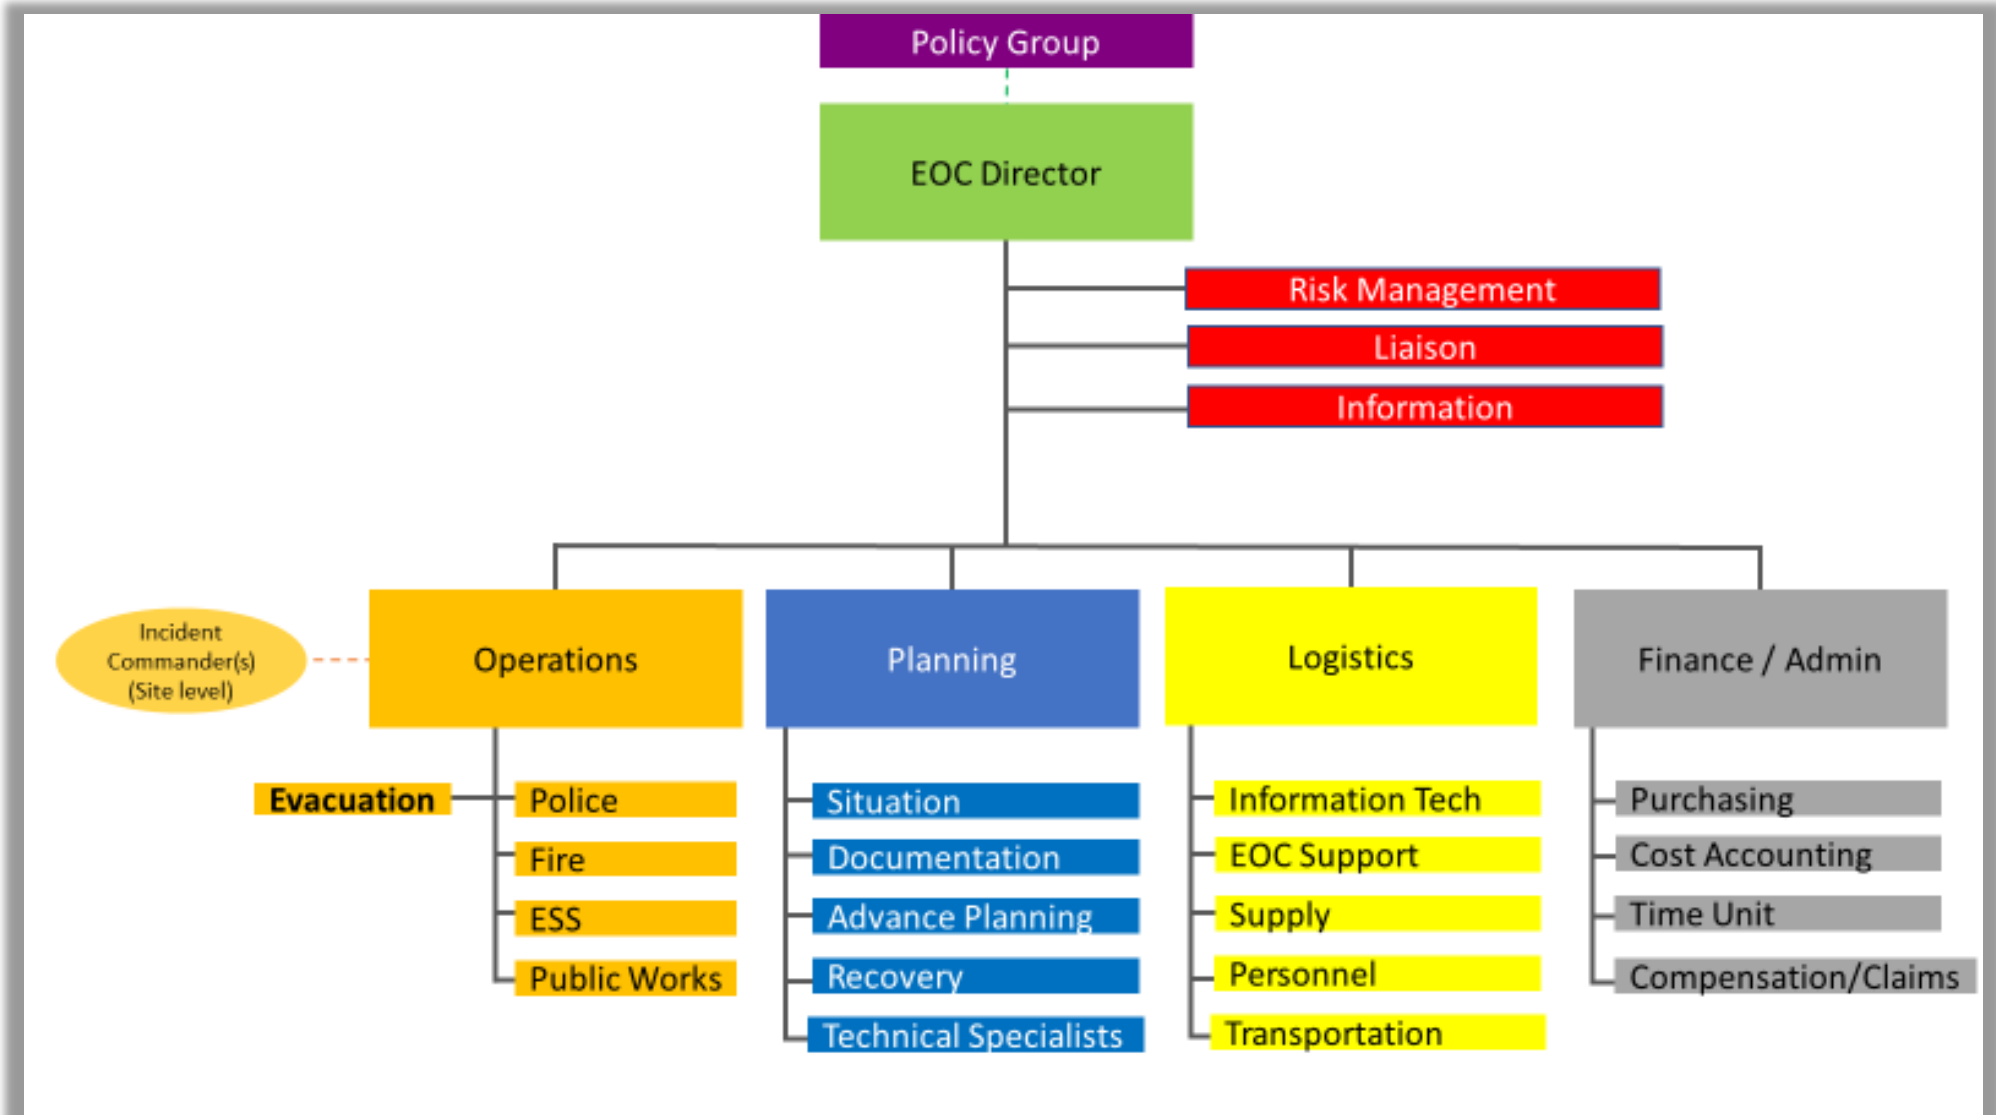 Policy Group
EOC Director
Risk Management
Liaison
Information
Incident
Commander(s)
(Site level)
Operations
Planning
Logistics
Finance / Admin
Evacuation
Police
Fire
ESS
Public Works
Situation
Documentation
Advance Planning
Recovery
Technical Specialists
Information Tech
EOC Support
Supply
Personnel
Transportation
Purchasing
Cost Accounting
Time Unit
Compensation/Claims